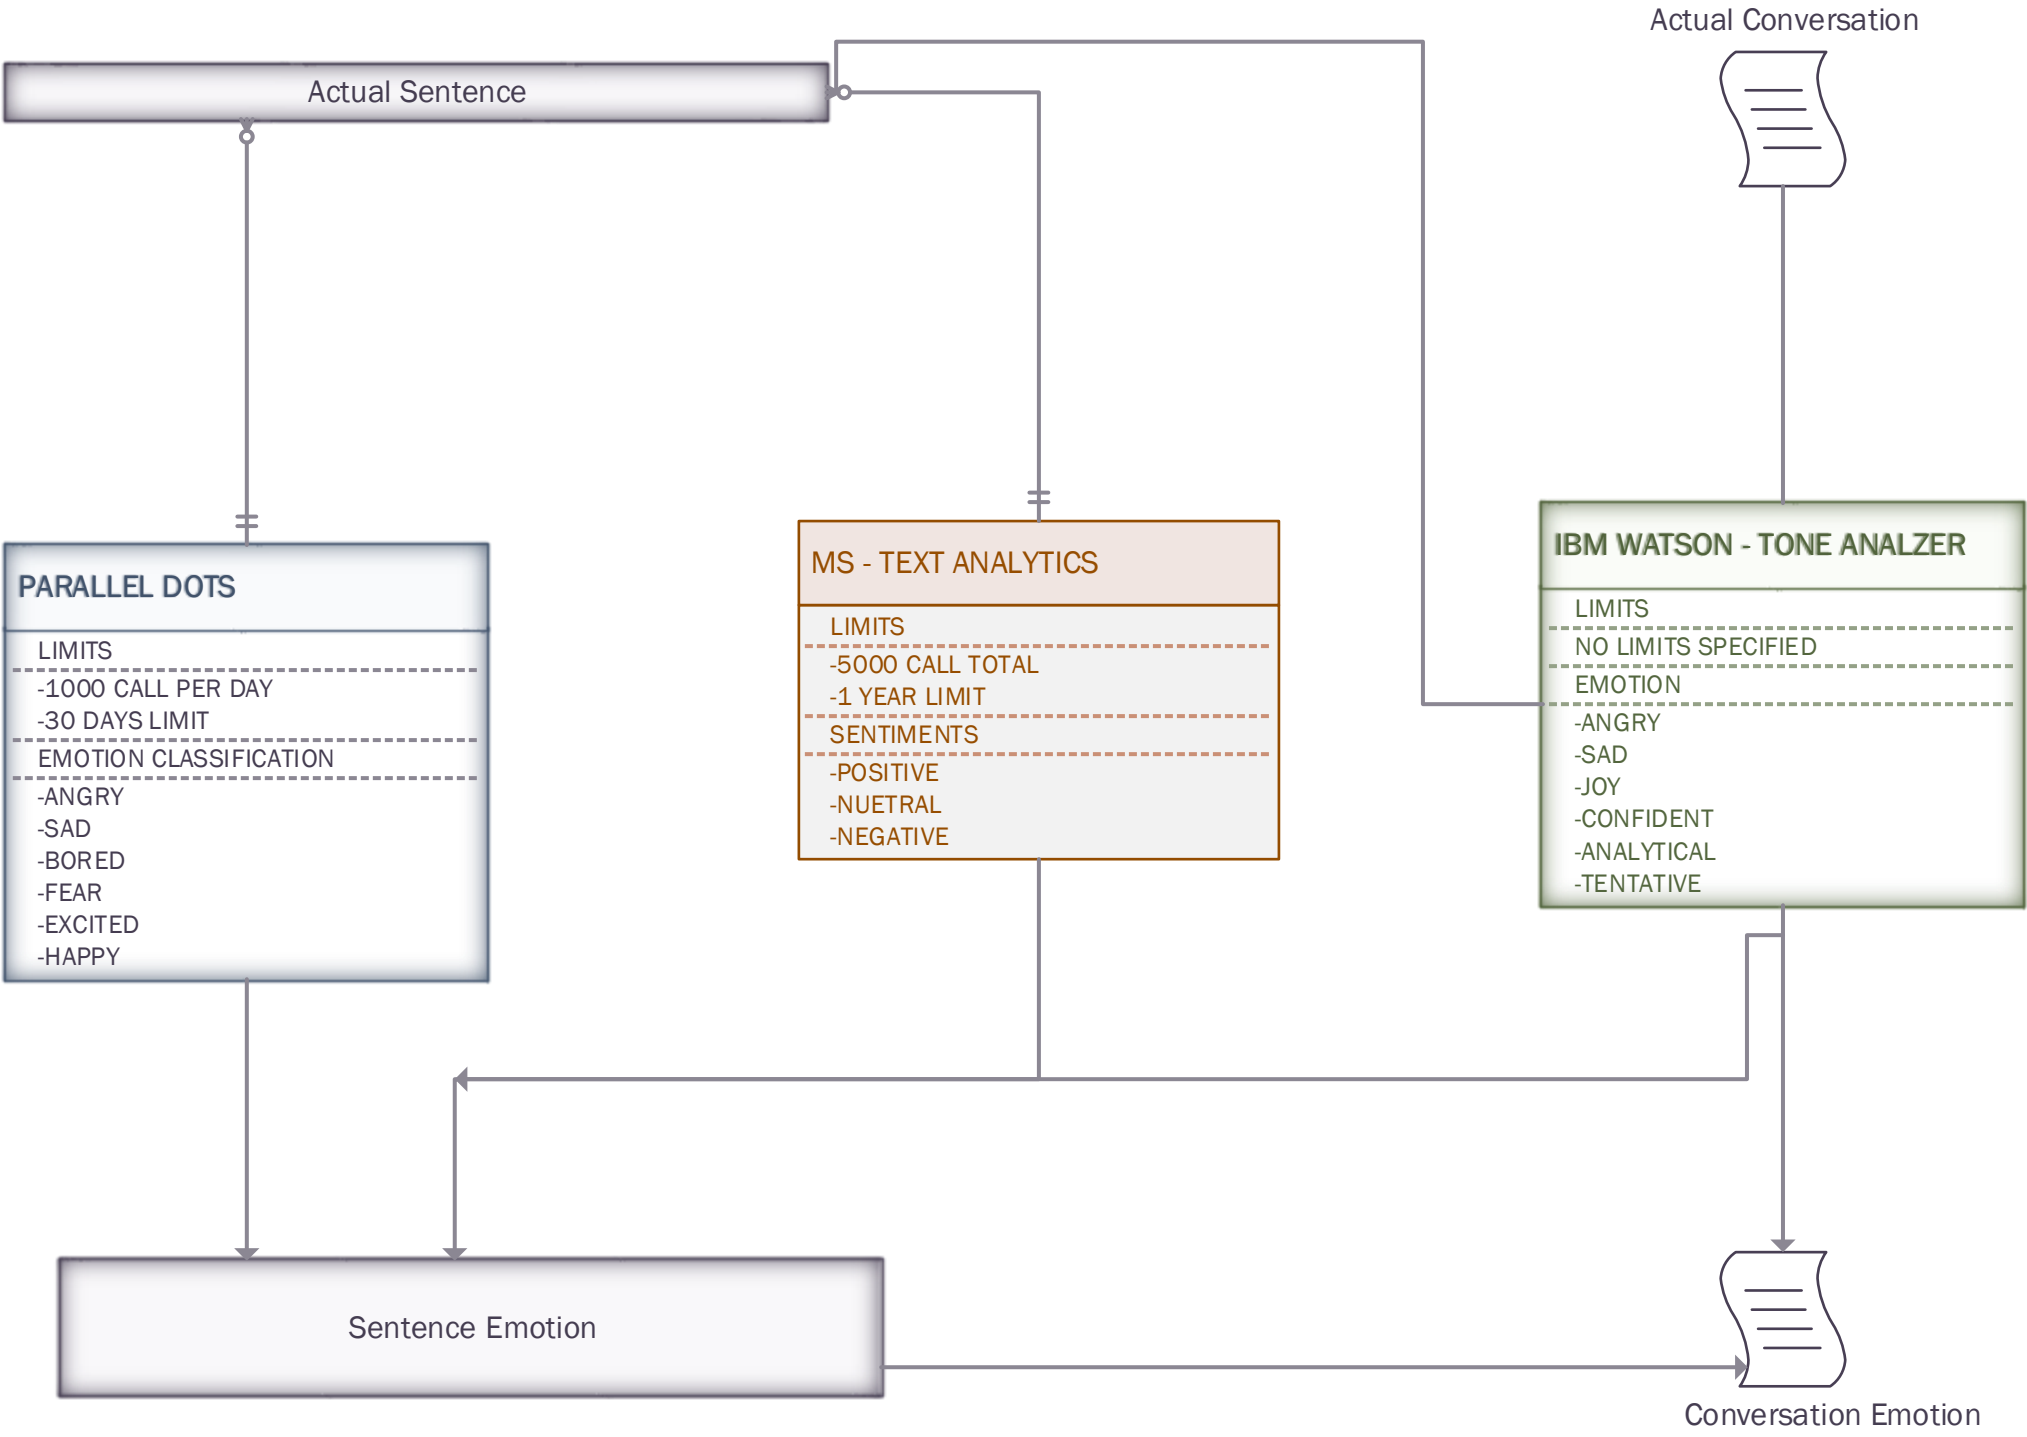 Actual Conversation
Actual Sentence
PARALLEL DOTS
LIMITS
-1000 CALL PER DAY
-30 DAYS LIMIT
EMOTION CLASSIFICATION
-ANGRY
-SAD
-BORED
-FEAR
-EXCITED
-HAPPY
MS - TEXT ANALYTICS
LIMITS
-5000 CALL TOTAL
-1 YEAR LIMIT
SENTIMENTS
-POSITIVE
-NUETRAL
-NEGATIVE
IBM WATSON - TONE ANALZER
LIMITS
NO LIMITS SPECIFIED
EMOTION
-ANGRY
-SAD
-JOY
-CONFIDENT
-ANALYTICAL
-TENTATIVE
Sentence Emotion
Conversation Emotion